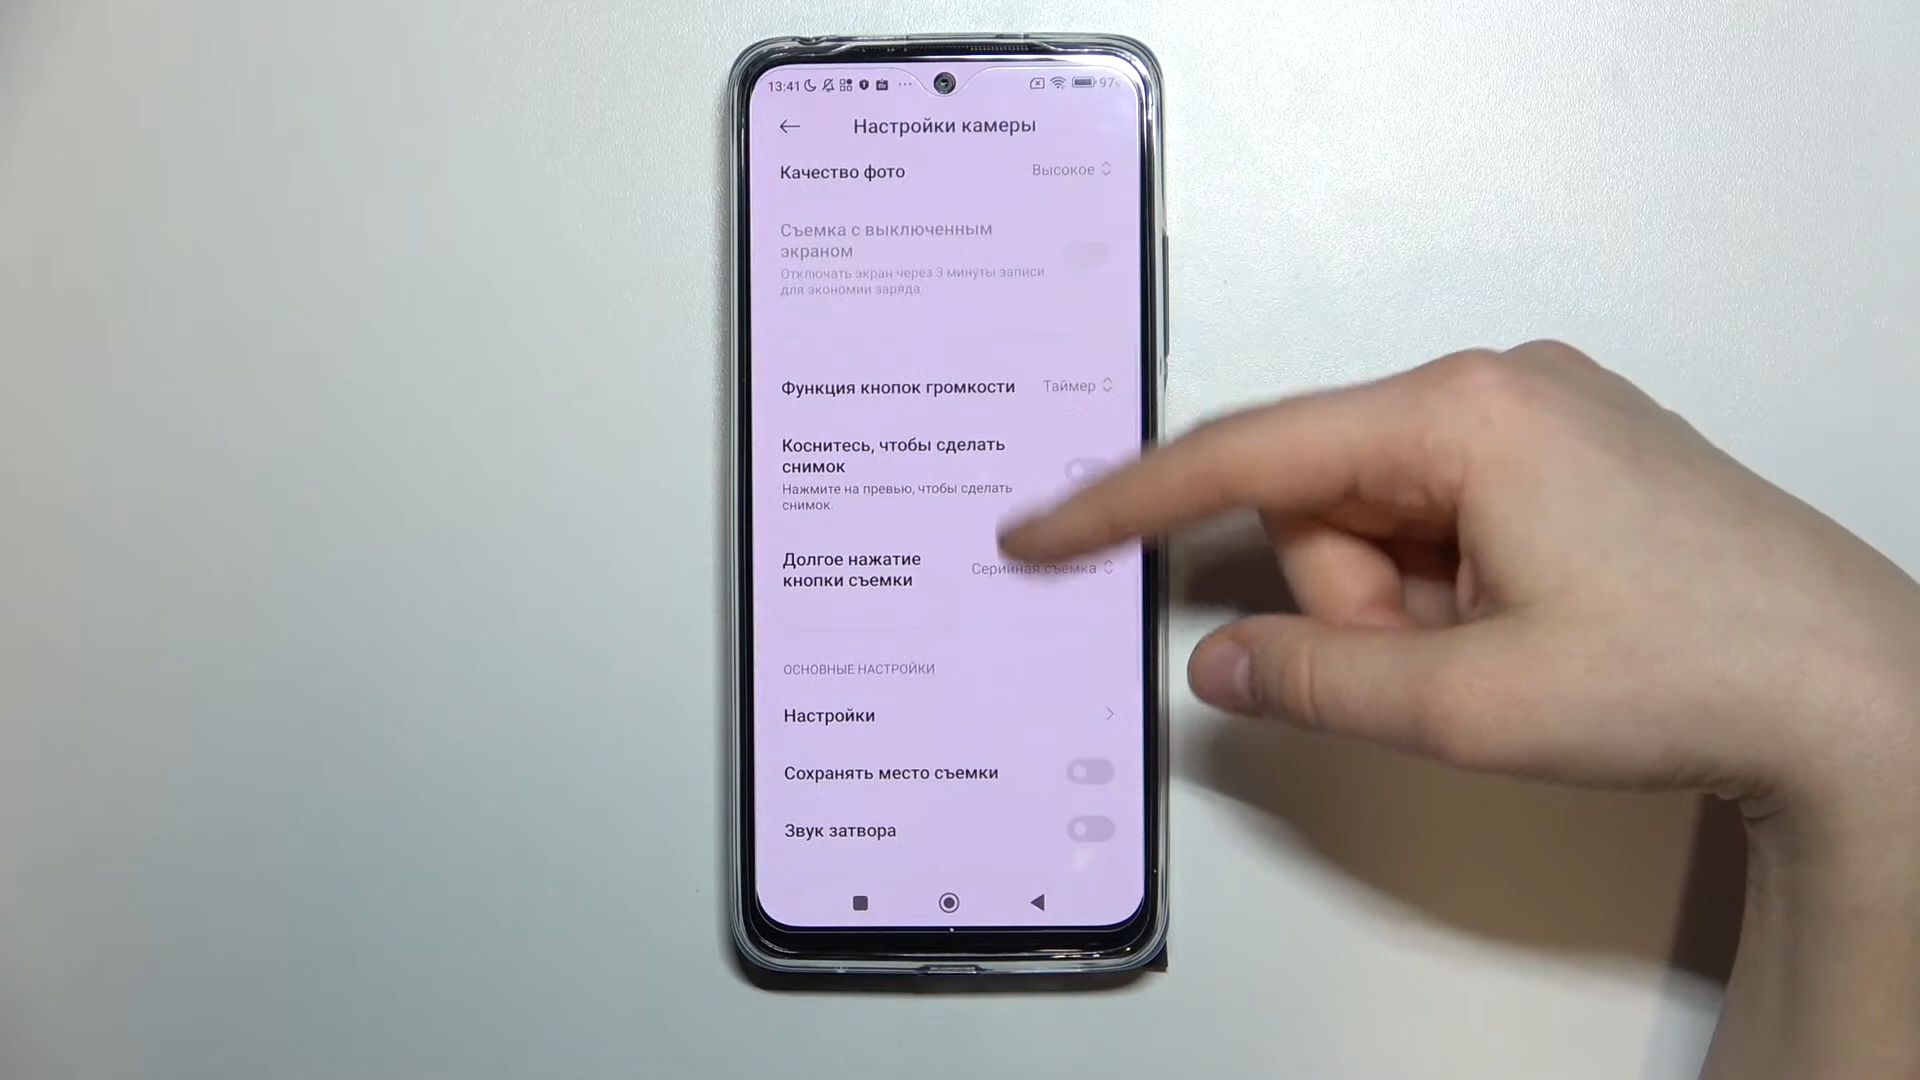 13:41 97%
Настройки камеры
Качество фото Высокое
Съемка с выключенным
экраном
Отключать экран через 3 минуты записи
для экономии заряда.
Функция кнопок громкости Таймер
Коснитесь, чтобы сделать
снимок
Нажмите на превью, чтобы сделать
снимок.
Долгое нажатие
кнопки съемки
Серийная съемка
ОСНОВНЫЕ НАСТРОЙКИ
Настройки
Сохранять место съемки
Звук затвора